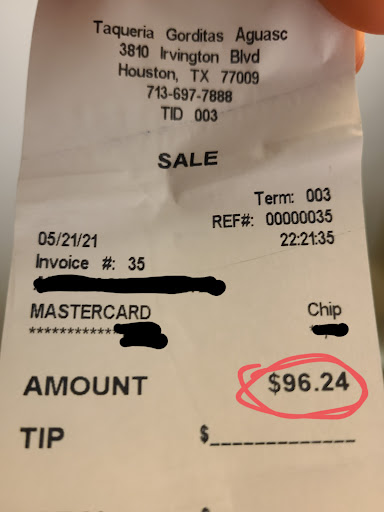 Taqueria Gorditas Aguasc
3810 Irvington Blvd
Houston, TX 77009
713-697-7888
TID 003
SALE
Term: 003
REF#: 00000035
05/21/21 22:21:35
Invoice #: 35
MASTERCARD Chip
************
AMOUNT $96.24
TIP $_____________